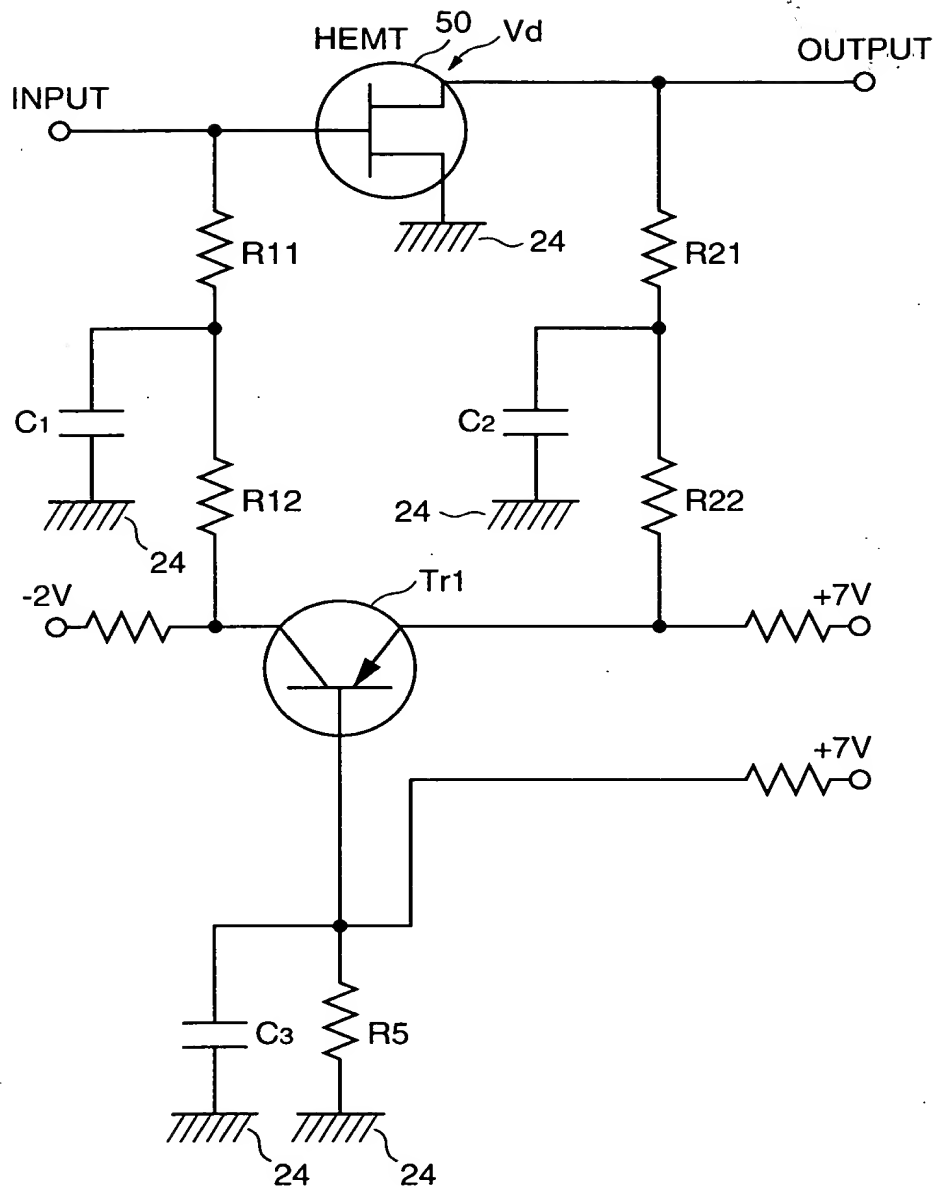 50
HEMT
Vd
OUTPUT
INPUT
24
R11
R21
C1
C2
R12
24
R22
24
Tr1
-2V
+7V
+7V
C3
R5
24
24